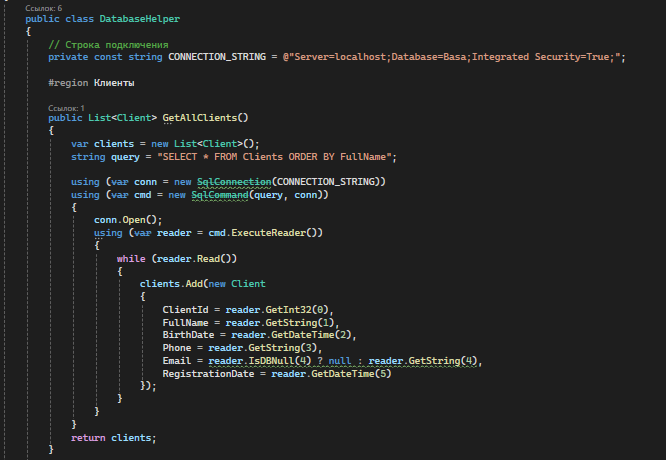 Ссылок: 6
public class DatabaseHelper
{
// Строка подключения
private const string CONNECTION_STRING = @"Server=localhost;Database=Basa;Integrated Security=True;";
#region Клиенты
Ссылок: 1
public List<Client> GetAllClients()
{
var clients = new List<Client>();
string query = "SELECT * FROM Clients ORDER BY FullName";
using (var conn = new SqlConnection(CONNECTION_STRING))
using (var cmd = new SqlCommand(query, conn))
{
conn.Open();
using (var reader = cmd.ExecuteReader())
{
while (reader.Read())
{
clients.Add(new Client
{
ClientId = reader.GetInt32(0),
FullName = reader.GetString(1),
BirthDate = reader.GetDateTime(2),
Phone = reader.GetString(3),
Email = reader.IsDBNull(4) ? null : reader.GetString(4),
RegistrationDate = reader.GetDateTime(5)
});
}
}
}
return clients;
}